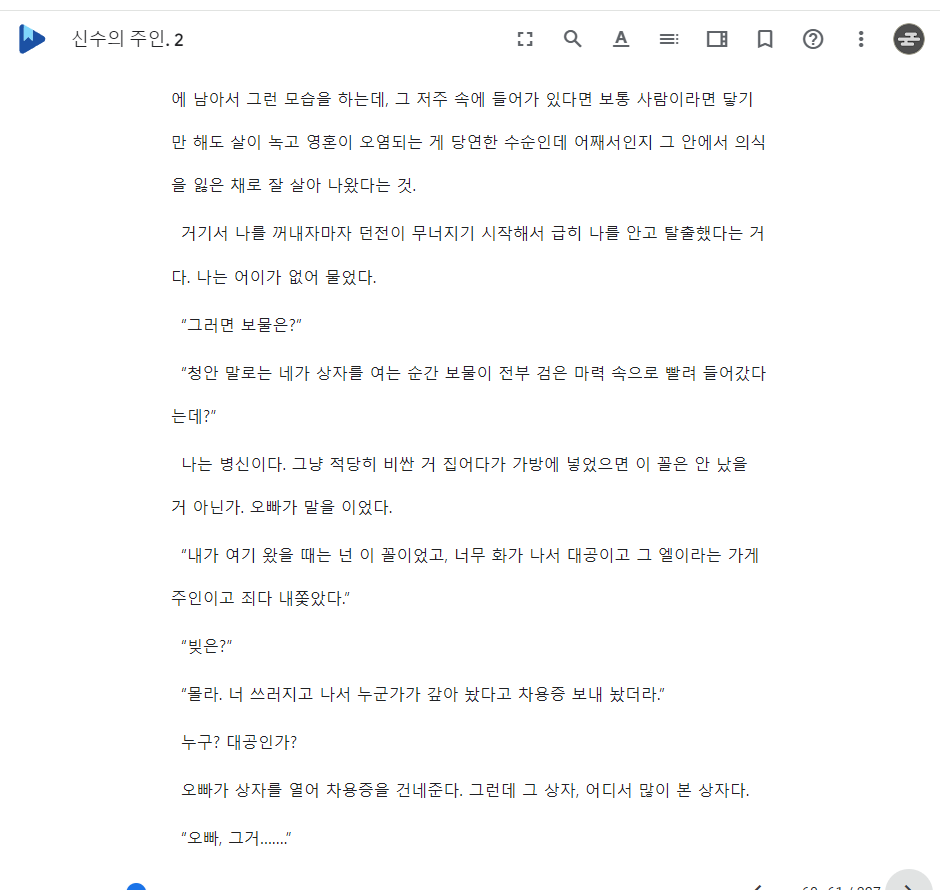 신수의 주인. 2
에 남아서 그런 모습을 하는데, 그 저주 속에 들어가 있다면 보통 사람이라면 닿기
만 해도 살이 녹고 영혼이 오염되는 게 당연한 수순인데 어째서인지 그 안에서 의식
을 잃은 채로 잘 살아 나왔다는 것.
거기서 나를 꺼내자마자 던전이 무너지기 시작해서 급히 나를 안고 탈출했다는 거
다. 나는 어이가 없어 물었다.
“그러면 보물은?”
“청안 말로는 네가 상자를 여는 순간 보물이 전부 검은 마력 속으로 빨려 들어갔다
는데?”
나는 병신이다. 그냥 적당히 비싼 거 집어다가 가방에 넣었으면 이 꼴은 안 났을
거 아닌가. 오빠가 말을 이었다.
“내가 여기 왔을 때는 넌 이 꼴이었고, 너무 화가 나서 대공이고 그 엘이라는 가게
주인이고 죄다 내쫓았다.”
“빚은?”
“몰라. 너 쓰러지고 나서 누군가가 갚아 놨다고 차용증 보내 놨더라.”
누구? 대공인가?
오빠가 상자를 열어 차용증을 건네준다. 그런데 그 상자, 어디서 많이 본 상자다.
“오빠, 그거…….”